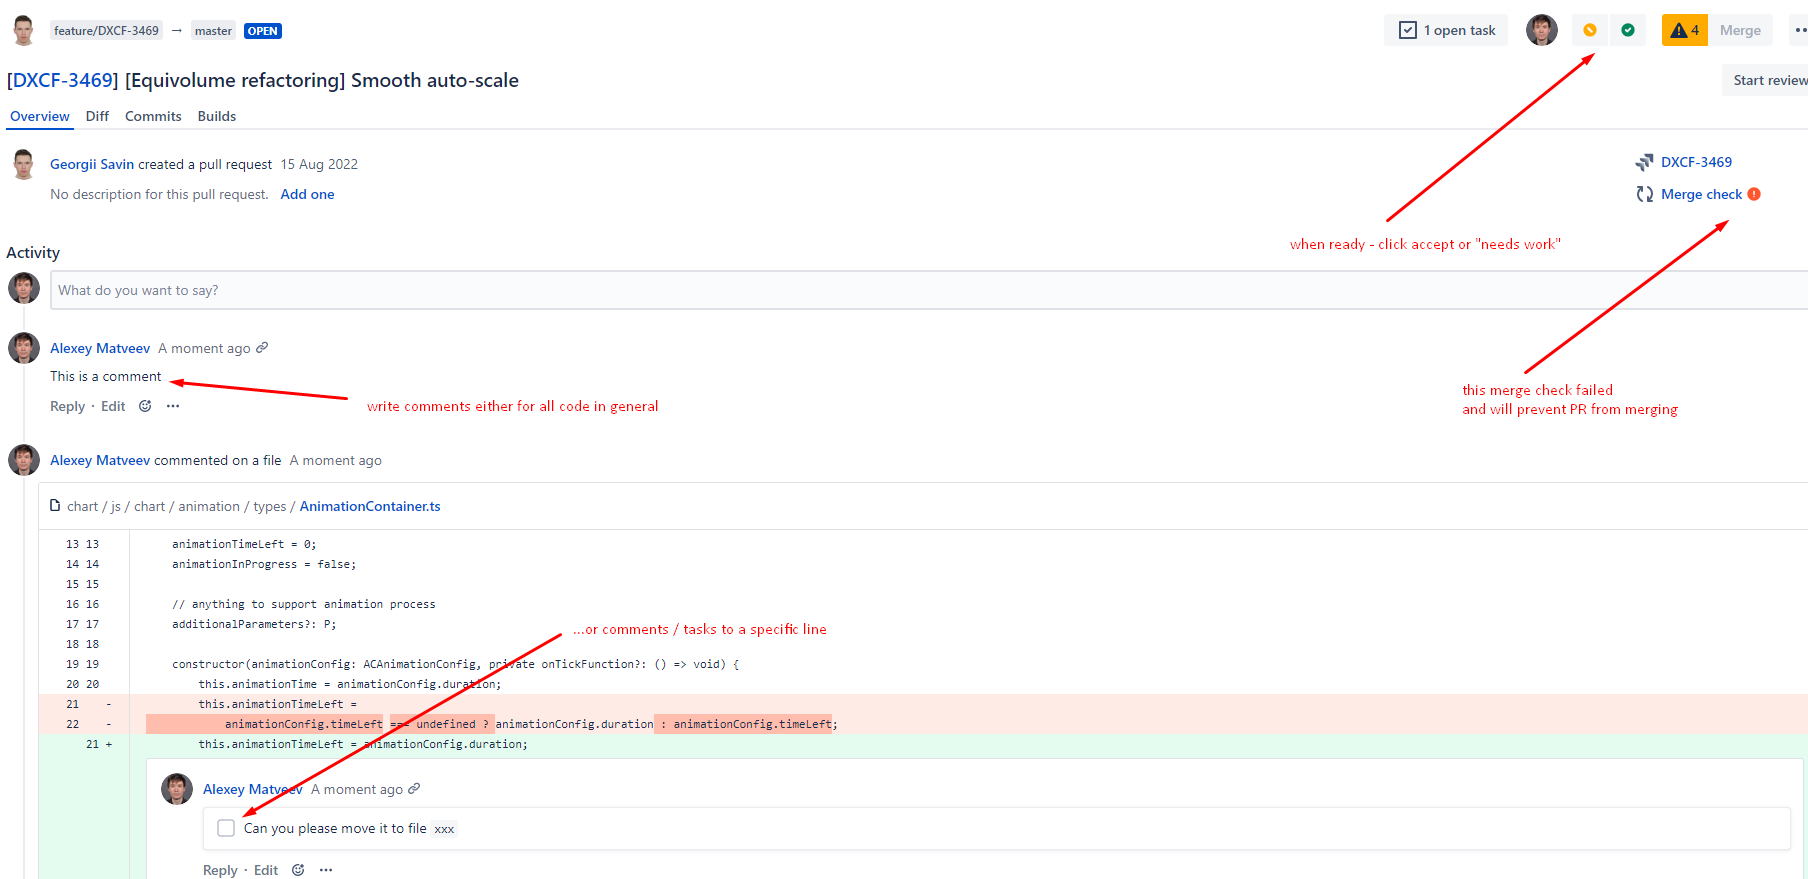 feature/DXCF-3469 → master OPEN
1 open task
4 Merge
[DXCF-3469] [Equivolume refactoring] Smooth auto-scale
Start review
Overview Diff Commits Builds
Georgii Savin created a pull request 15 Aug 2022
DXCF-3469
No description for this pull request. Add one
Merge check
when ready - click accept or "needs work"
Activity
What do you want to say?
Alexey Matveev A moment ago
This is a comment
this merge check failed
and will prevent PR from merging
Reply · Edit
write comments either for all code in general
Alexey Matveev commented on a file A moment ago
chart / js / chart / animation / types / AnimationContainer.ts
13 13 animationTimeLeft = 0;
14 14 animationInProgress = false;
15 15
16 16 // anything to support animation process
17 17 additionalParameters?: P;
...or comments / tasks to a specific line
18 18
19 19 constructor(animationConfig: ACAnimationConfig, private onTickFunction?: () => void) {
20 20 this.animationTime = animationConfig.duration;
21 - this.animationTimeLeft =
22 - animationConfig.timeLeft === undefined ? animationConfig.duration : animationConfig.timeLeft;
21 + this.animationTimeLeft = animationConfig.duration;
Alexey Matveev A moment ago
Can you please move it to file xxx
Reply · Edit